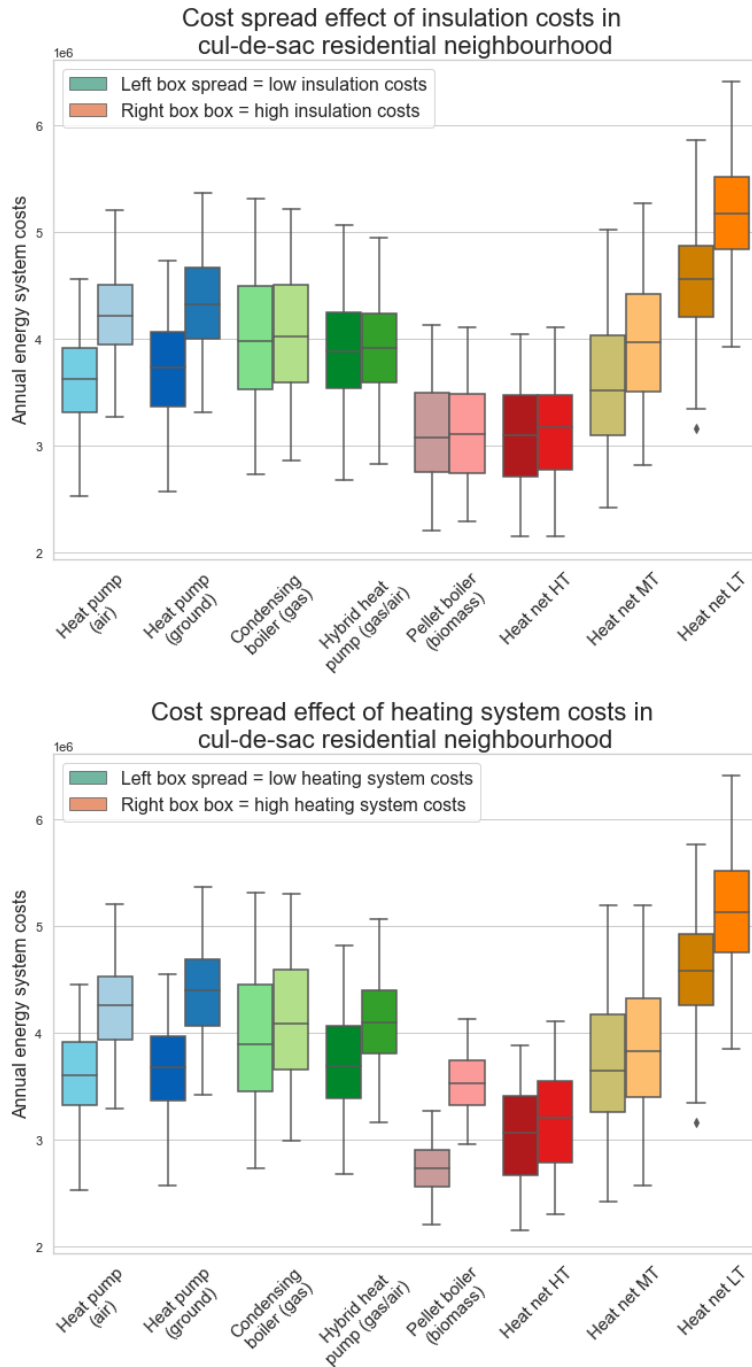 Cost spread effect of insulation costs in
cul-de-sac residential neighbourhood
1e6
Left box spread = low insulation costs
Right box box = high insulation costs
Annual energy system costs
6
5
4
3
2
Heat pump
(air)
Heat pump
(ground)
Condensing
boiler (gas)
Hybrid heat
pump (gas/air)
Pellet boiler
(biomass)
Heat net HT
Heat net MT
Heat net LT
Cost spread effect of heating system costs in
cul-de-sac residential neighbourhood
1e6
Left box spread = low heating system costs
Right box box = high heating system costs
Annual energy system costs
6
5
4
3
2
Heat pump
(air)
Heat pump
(ground)
Condensing
boiler (gas)
Hybrid heat
pump (gas/air)
Pellet boiler
(biomass)
Heat net HT
Heat net MT
Heat net LT